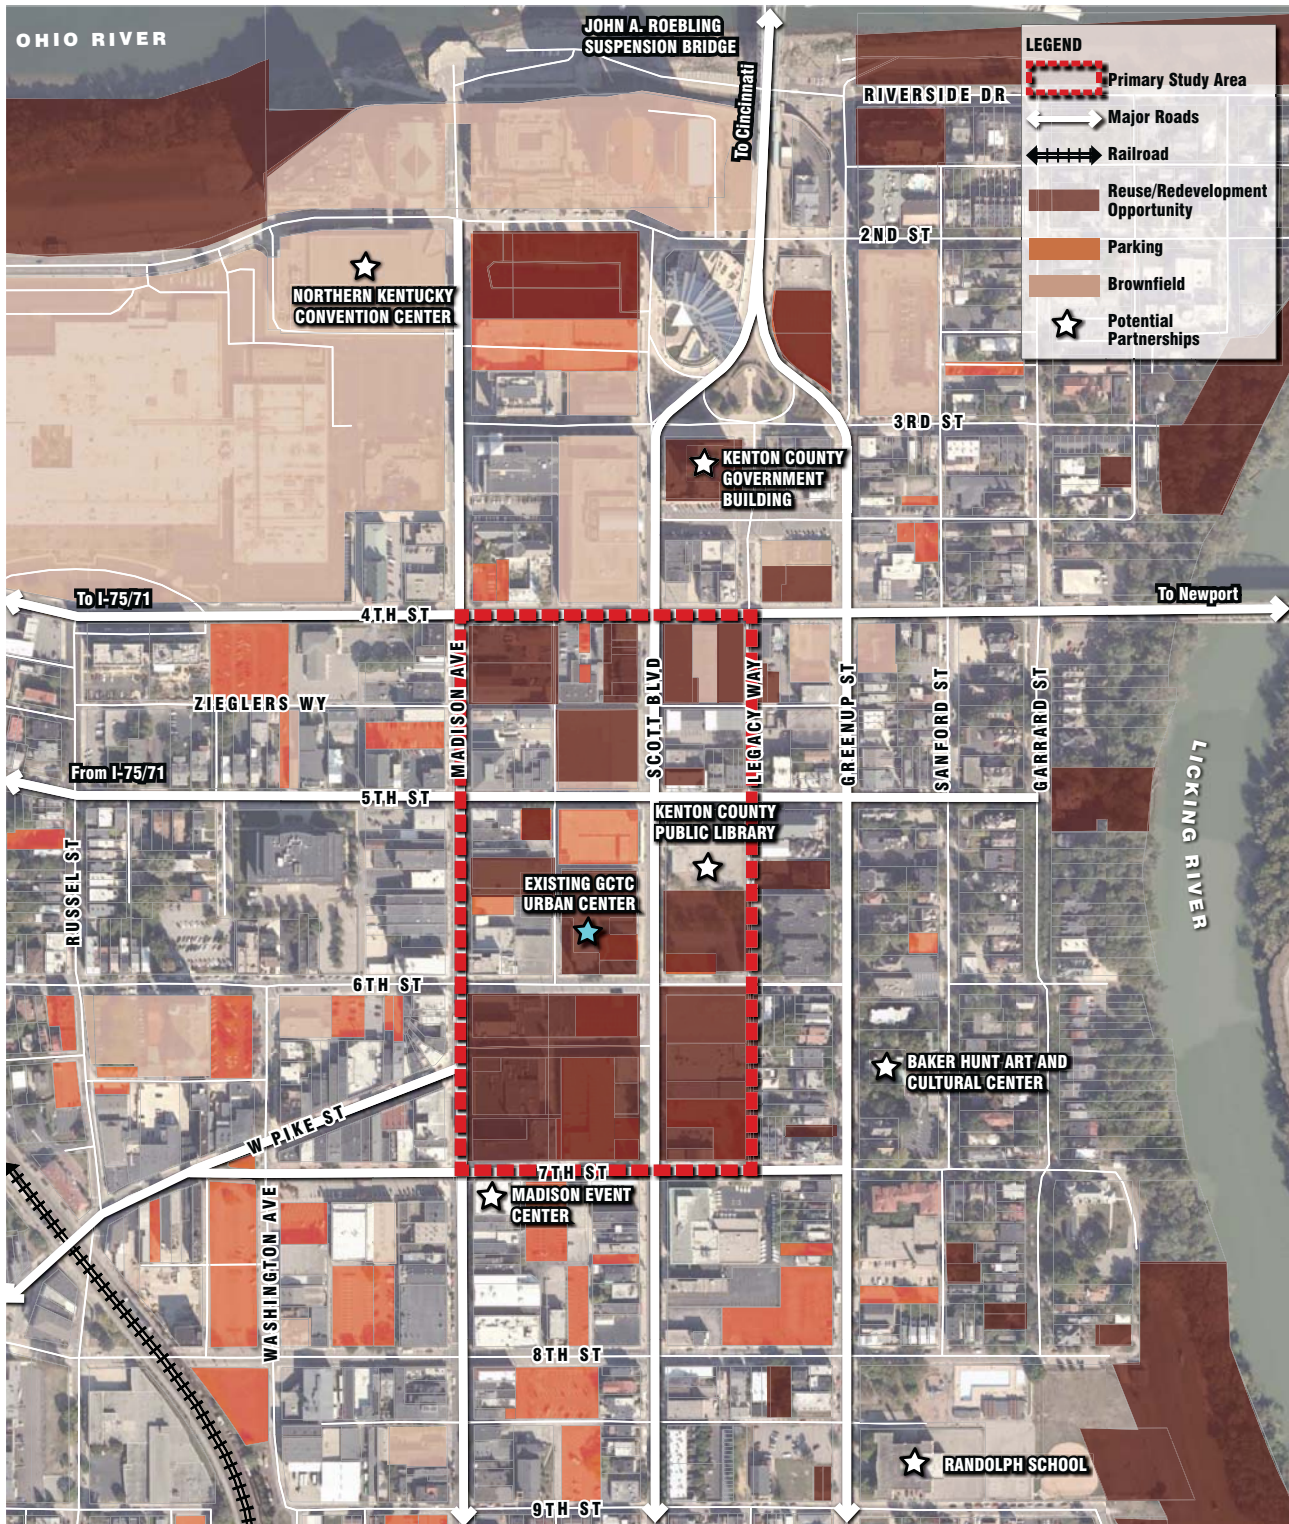 OHIO RIVER
JOHN A. ROEBLING
SUSPENSION BRIDGE
To Cincinnati
LEGEND
Primary Study Area
Major Roads
Railroad
Reuse/Redevelopment
Opportunity
Parking
Brownfield
Potential
Partnerships
RIVERSIDE DR
2ND ST
NORTHERN KENTUCKY
CONVENTION CENTER
3RD ST
KENTON COUNTY
GOVERNMENT
BUILDING
To I-75/71
4TH ST
To Newport
ZIEGLERS WY
MADISON AVE
SCOTT BLVD
LEGACY WAY
GREENUP ST
SANFORD ST
GARRARD ST
LICKING RIVER
From I-75/71
5TH ST
KENTON COUNTY
PUBLIC LIBRARY
RUSSEL ST
EXISTING GCTC
URBAN CENTER
6TH ST
BAKER HUNT ART AND
CULTURAL CENTER
W PIKE ST
7TH ST
MADISON EVENT
CENTER
WASHINGTON AVE
8TH ST
RANDOLPH SCHOOL
9TH ST